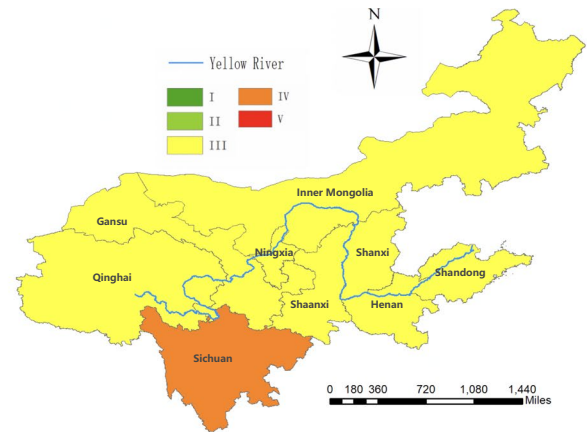 N
Yellow River
I IV
II V
III
Inner Mongolia
Gansu
Ningxia Shanxi
Qinghai Shandong
Shaanxi Henan
Sichuan
0 180 360 720 1,080 1,440
Miles